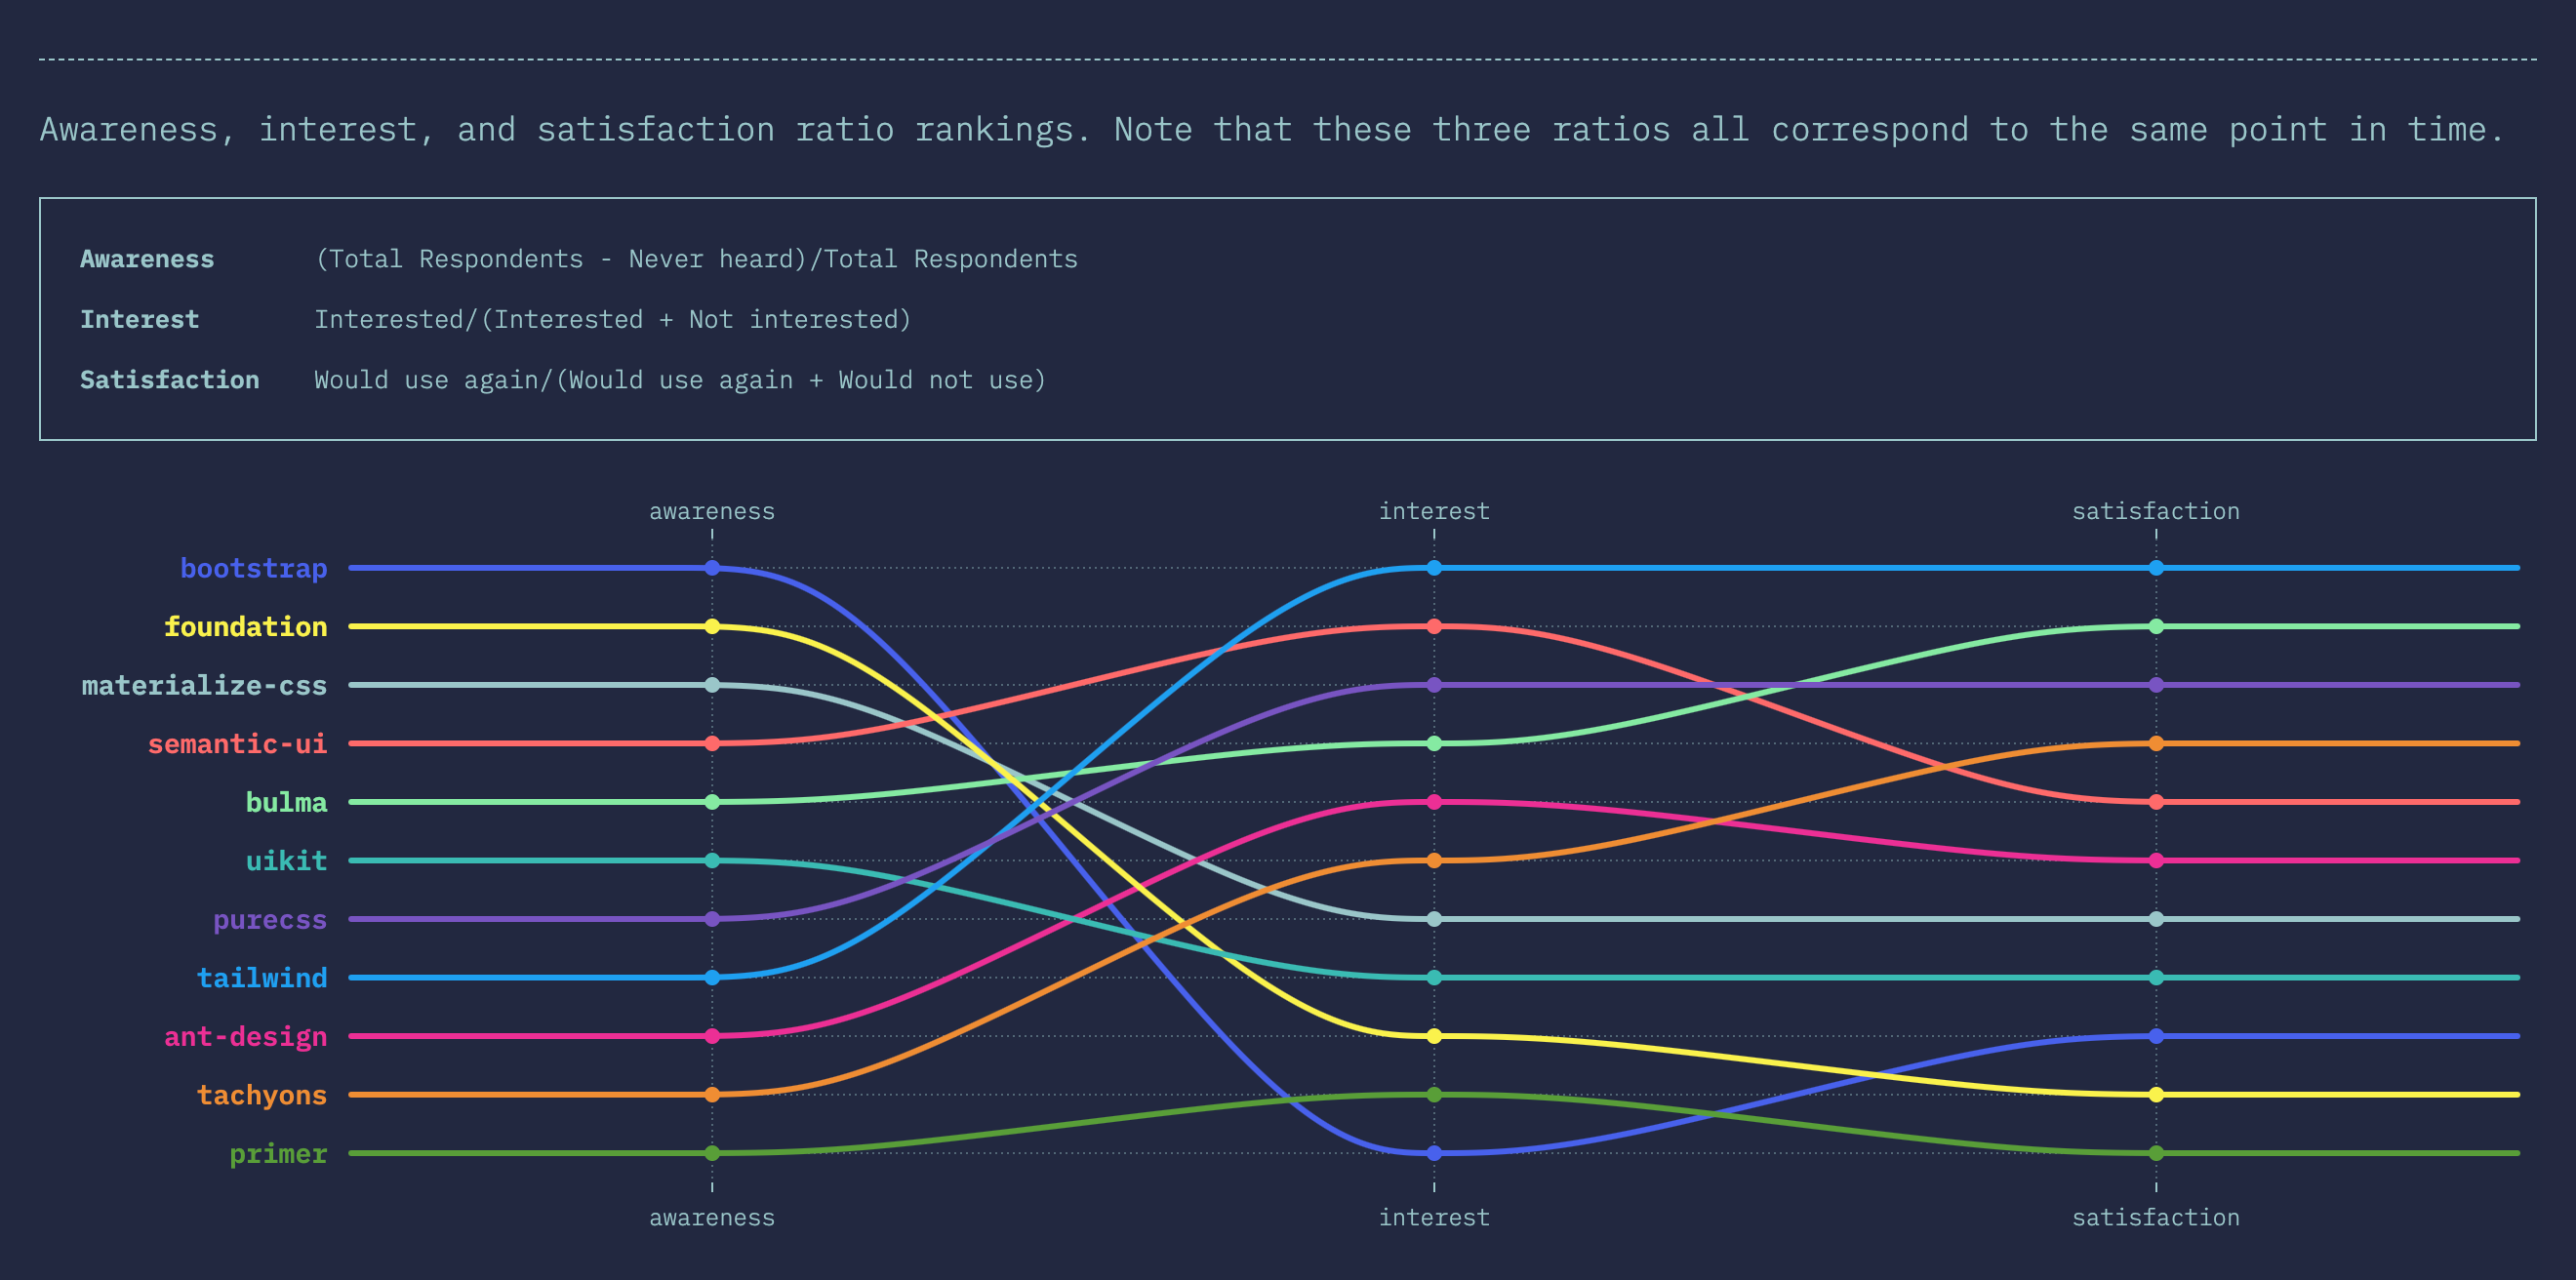 Awareness, interest, and satisfaction ratio rankings. Note that these three ratios all correspond to the same point in time.
Awareness (Total Respondents - Never heard)/Total Respondents
Interest Interested/(Interested + Not interested)
Satisfaction Would use again/(Would use again + Would not use)
awareness interest satisfaction
bootstrap
foundation
materialize-css
semantic-ui
bulma
uikit
purecss
tailwind
ant-design
tachyons
primer
awareness interest satisfaction